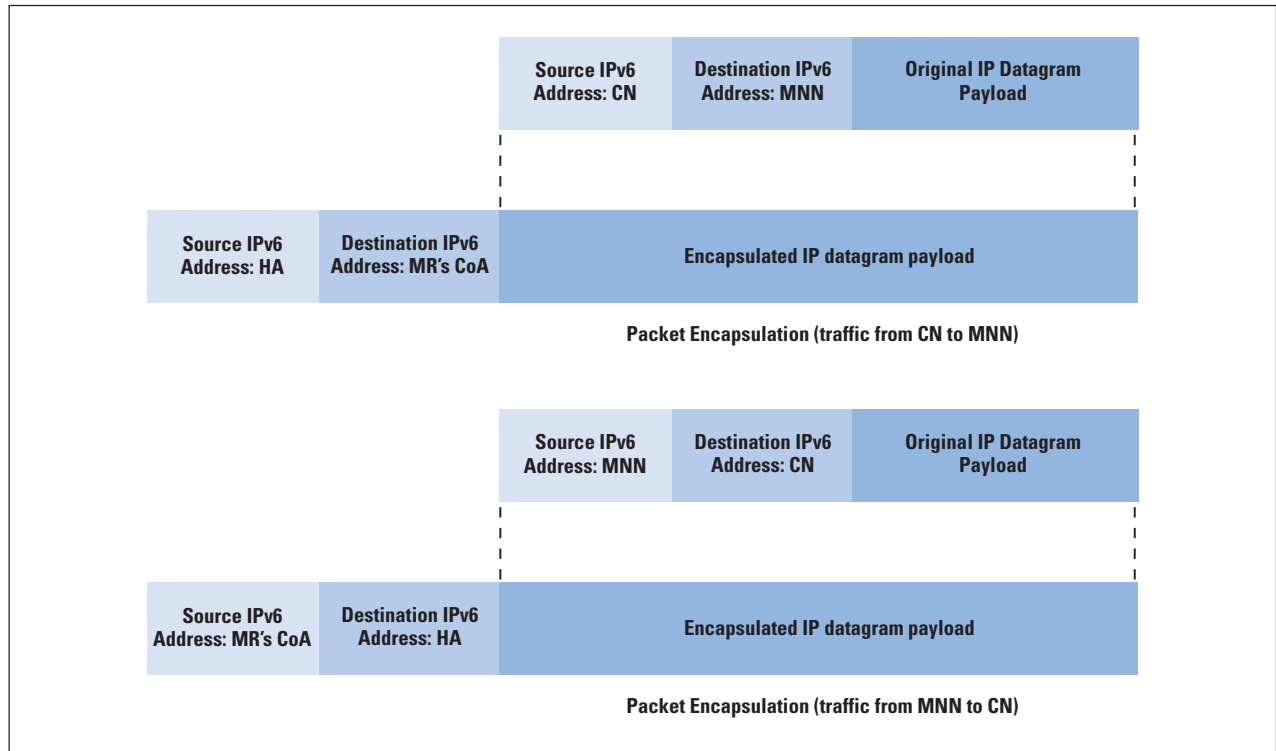 Source IPv6
Address: CN
Destination IPv6
Address: MNN
Original IP Datagram
Payload
Source IPv6
Address: HA
Destination IPv6
Address: MR's CoA
Encapsulated IP datagram payload
Packet Encapsulation (traffic from CN to MNN)
Source IPv6
Address: MNN
Destination IPv6
Address: CN
Original IP Datagram
Payload
Source IPv6
Address: MR's CoA
Destination IPv6
Address: HA
Encapsulated IP datagram payload
Packet Encapsulation (traffic from MNN to CN)